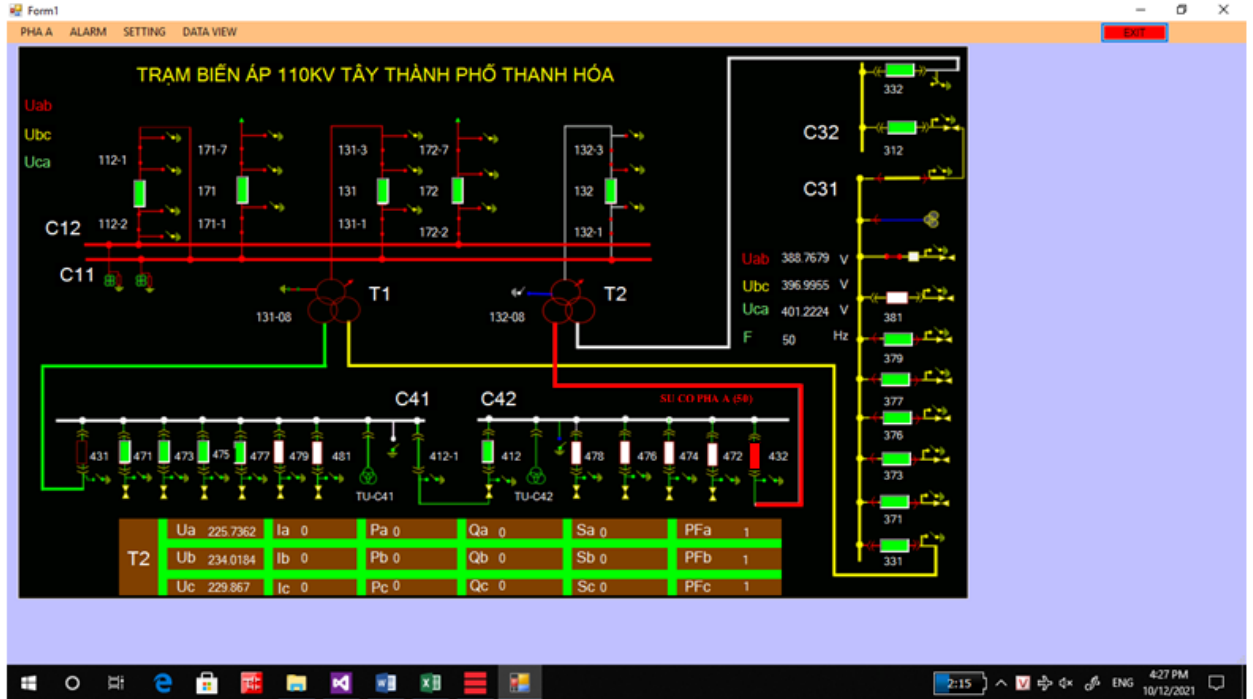 Form1
PHA A ALARM SETTING DATA VIEW EXIT
TRẠM BIẾN ÁP 110KV TÂY THÀNH PHỐ THANH HÓA
Uab
Ubc
Uca
112-1
171-7
131-3
172-7
132-3
171
131
172
132
112-2
171-1
131-1
172-2
132-1
C12
C11
T1
T2
131-08
132-08
332
C32
312
C31
Uab 388.7679 V
Ubc 396.9955 V
Uca 401.2224 V
F 50 Hz
381
379
377
376
373
371
331
C41
C42
SU CO PHA A (50)
431
471
473
475
477
479
481
412-1
412
478
476
474
472
432
TU-C41
TU-C42
T2
Ua 225.7362 Ia 0 Pa 0 Qa 0 Sa 0 PFa 1
Ub 234.0184 Ib 0 Pb 0 Qb 0 Sb 0 PFb 1
Uc 229.867 Ic 0 Pc 0 Qc 0 Sc 0 PFc 1
2:15
V
ENG
4:27 PM
10/12/2021